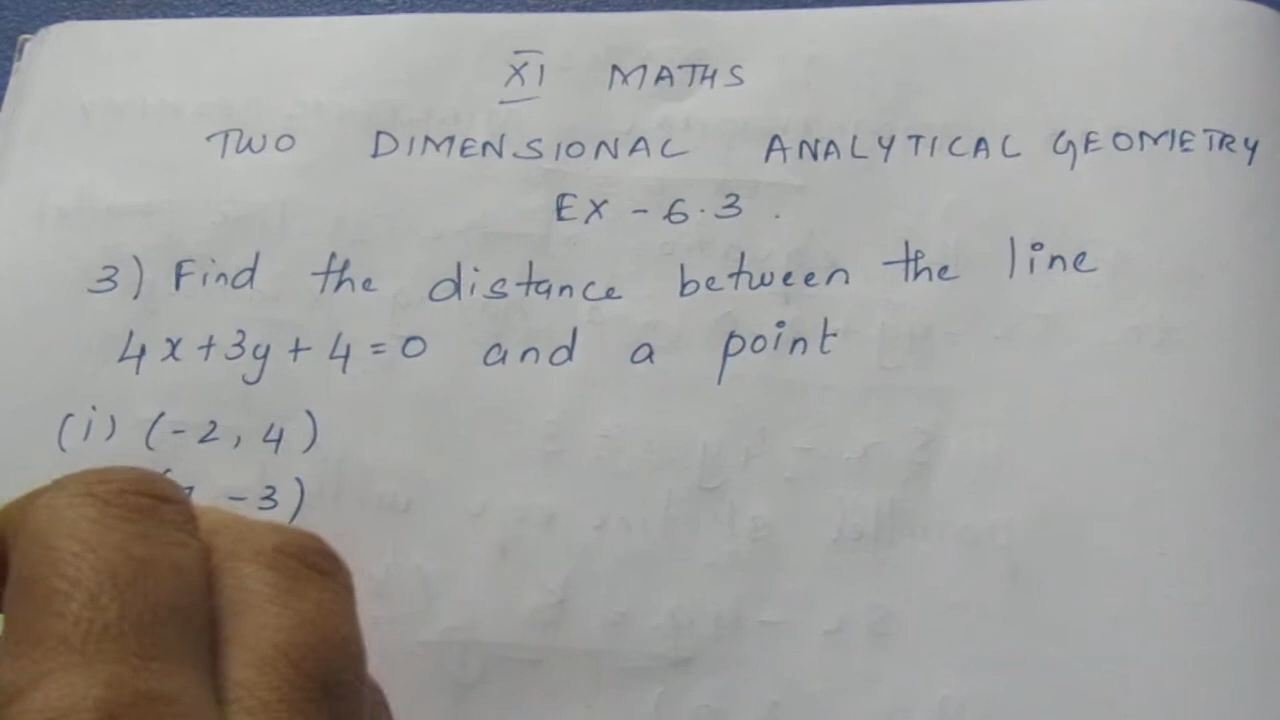 XI MATHS
TWO DIMENSIONAL ANALYTICAL GEOMETRY
EX - 6.3.
3) Find the distance between the line
4x+3y+4=0 and a point
(i) (-2, 4)
-3)